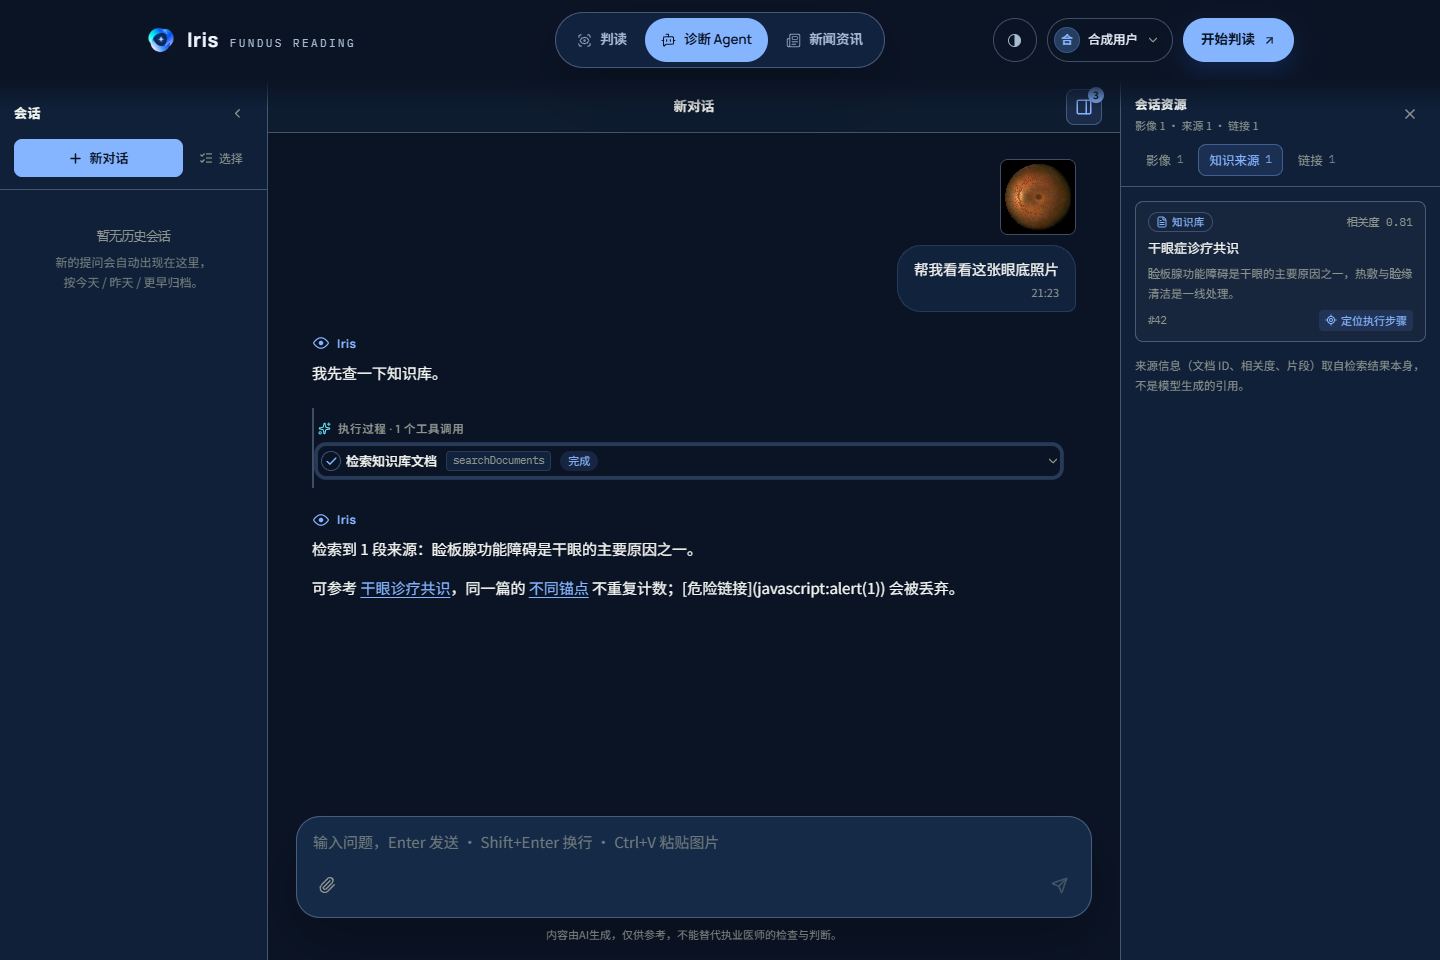 Iris FUNDUS READING
判读
诊断 Agent
新闻资讯
合 合成用户
开始判读
会话
新对话
选择
暂无历史会话
新的提问会自动出现在这里，
按今天 / 昨天 / 更早归档。
新对话
3
帮我看看这张眼底照片
21:23
Iris
我先查一下知识库。
执行过程 · 1 个工具调用
检索知识库文档 searchDocuments 完成
Iris
检索到 1 段来源：睑板腺功能障碍是干眼的主要原因之一。
可参考 干眼诊疗共识，同一篇的 不同锚点 不重复计数；[危险链接](javascript:alert(1)) 会被丢弃。
输入问题，Enter 发送 · Shift+Enter 换行 · Ctrl+V 粘贴图片
内容由AI生成，仅供参考，不能替代执业医师的检查与判断。
会话资源
影像 1 · 来源 1 · 链接 1
影像 1
知识来源 1
链接 1
知识库 相关度 0.81
干眼症诊疗共识
睑板腺功能障碍是干眼的主要原因之一，热敷与睑缘
清洁是一线处理。
#42 定位执行步骤
来源信息（文档 ID、相关度、片段）取自检索结果本身，
不是模型生成的引用。